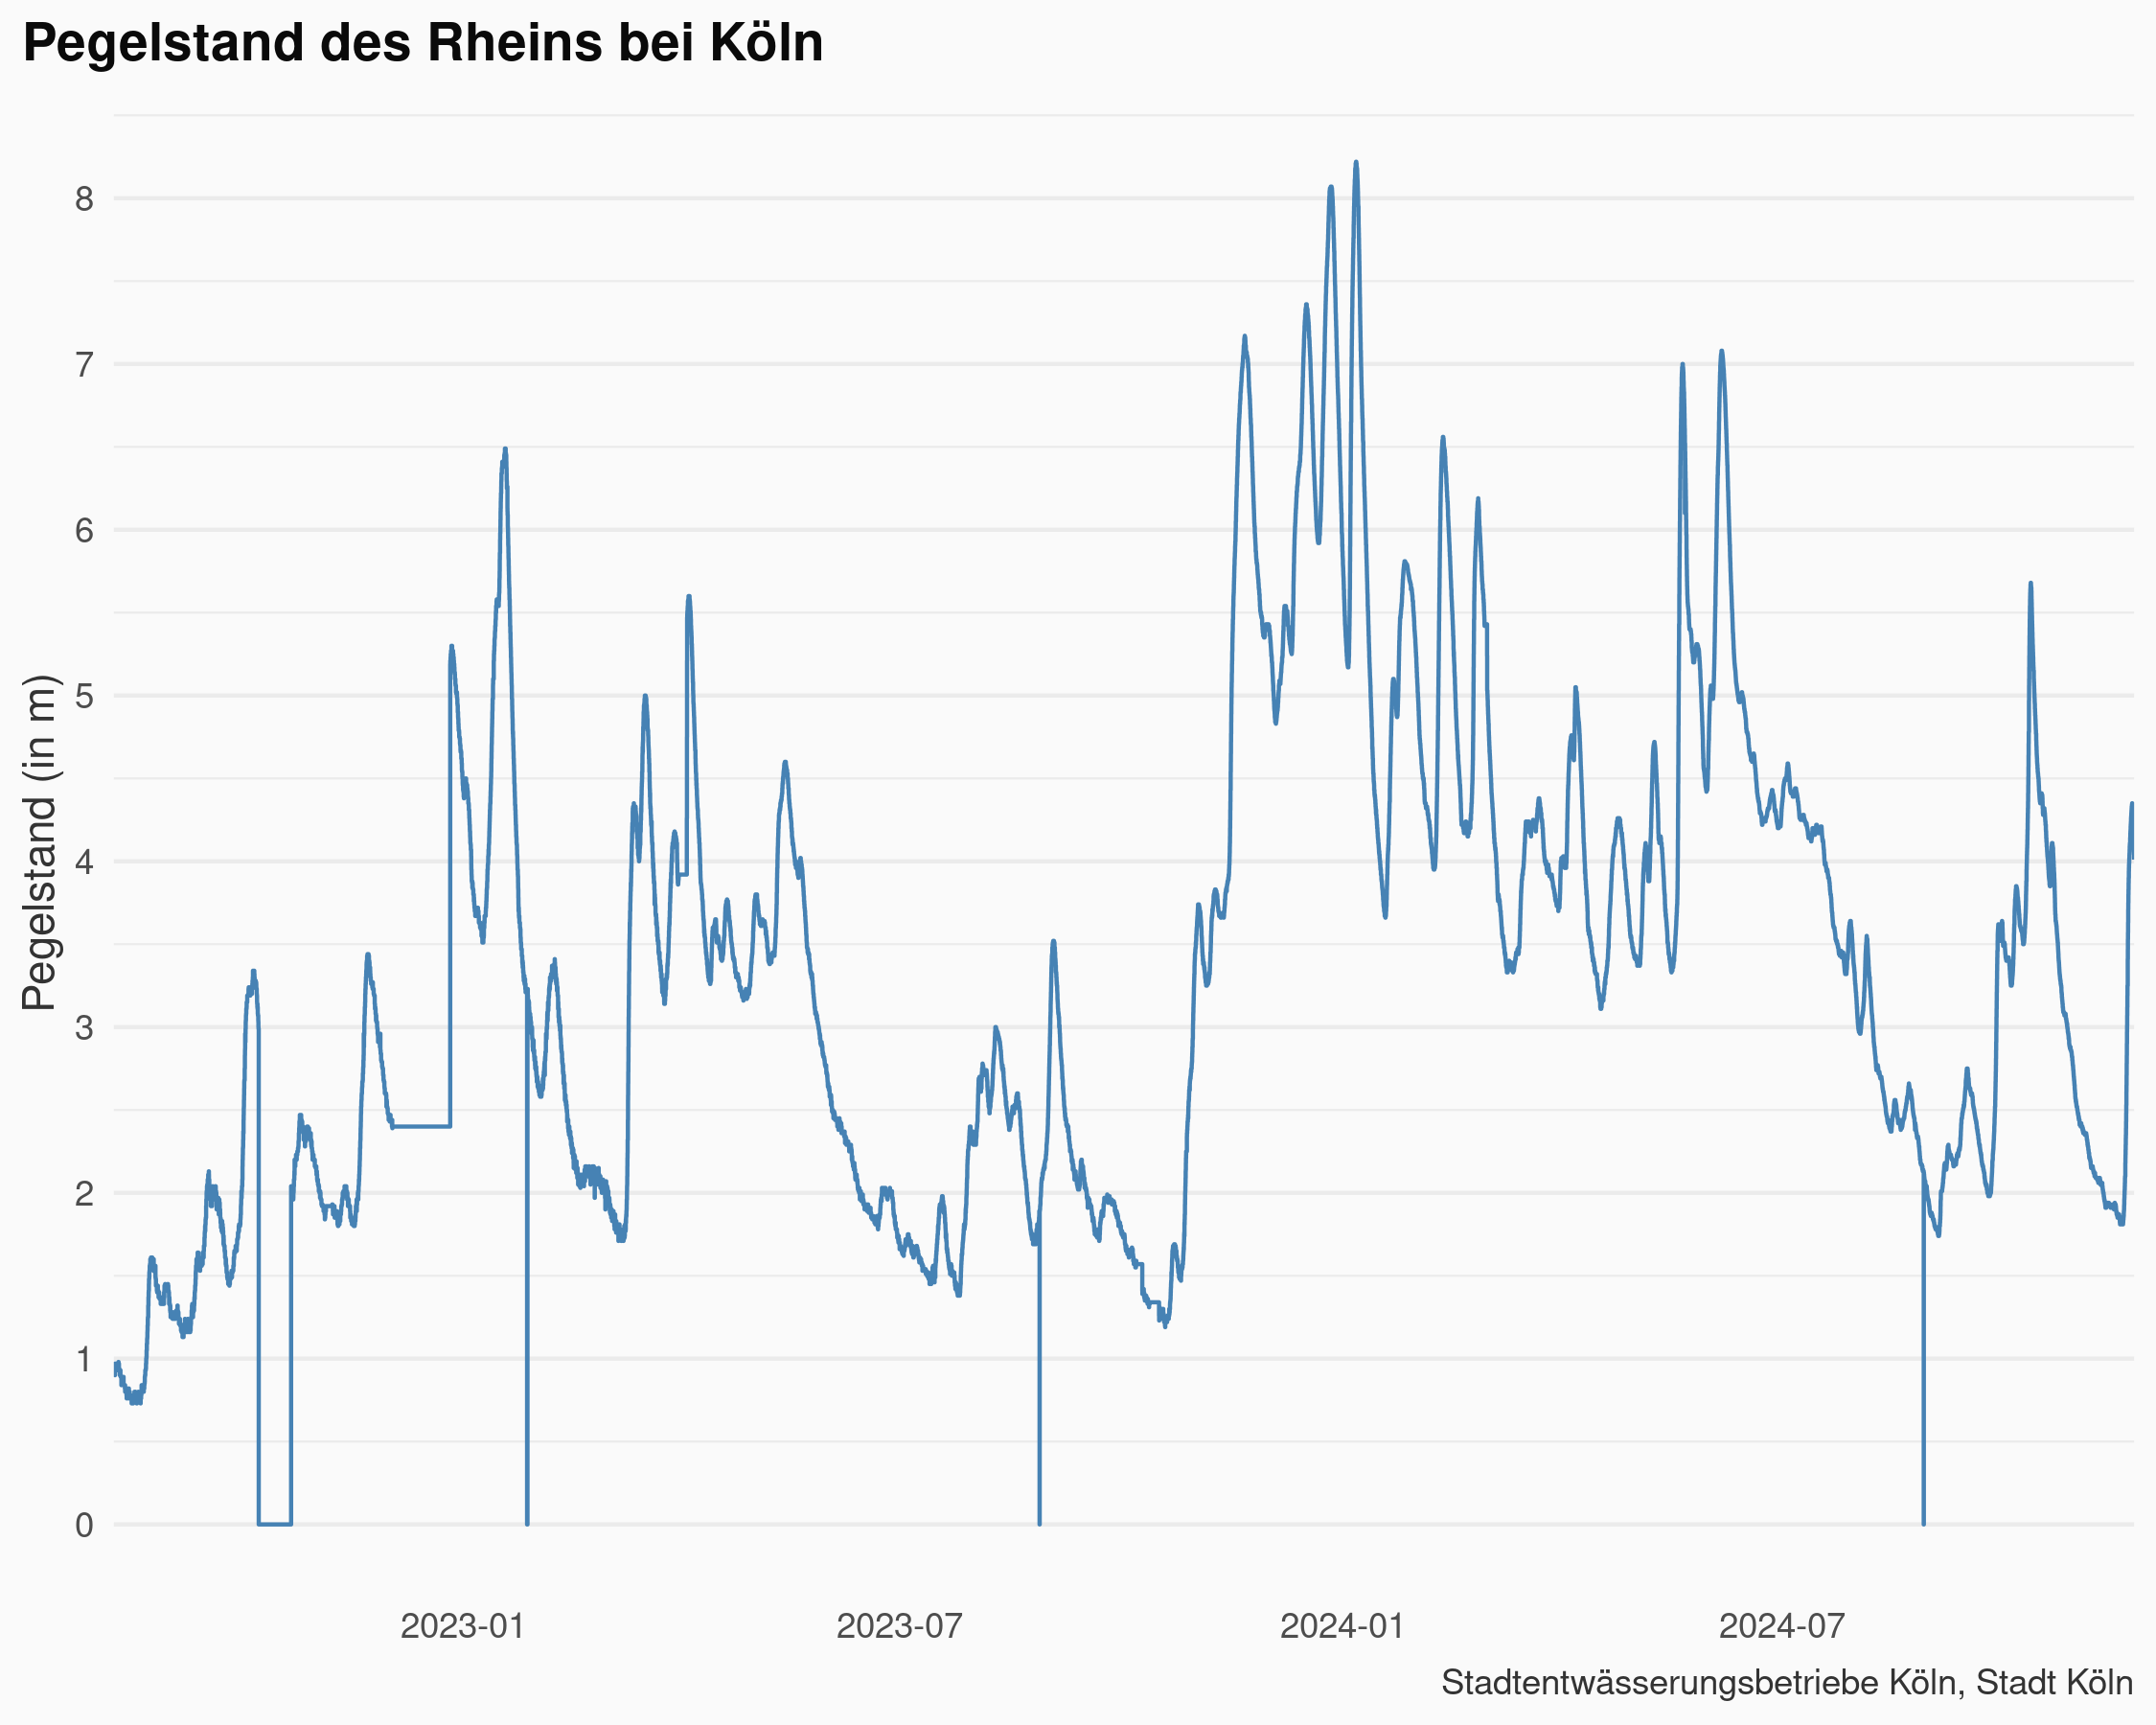 Pegelstand des Rheins bei Köln
Pegelstand (in m)
8
7
6
5
4
3
2
1
0
2023-01 2023-07 2024-01 2024-07
Stadtentwässerungsbetriebe Köln, Stadt Köln